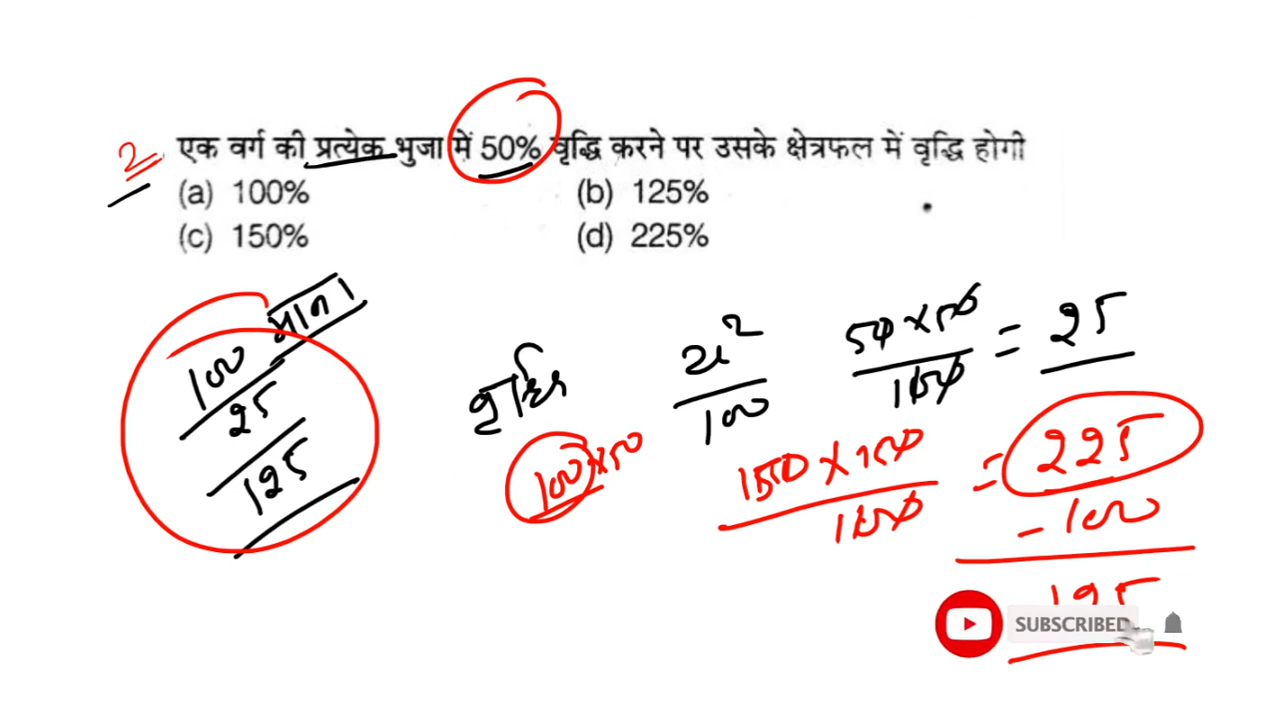 2 एक वर्ग की प्रत्येक भुजा में 50% वृद्धि करने पर उसके क्षेत्रफल में वृद्धि होगी
(a) 100% (b) 125%
(c) 150% (d) 225%
माना
100
25
125
वृद्धि
x²/100
50×50/100 = 25
100×50
150×150/100 = 225
-100
125
SUBSCRIBED